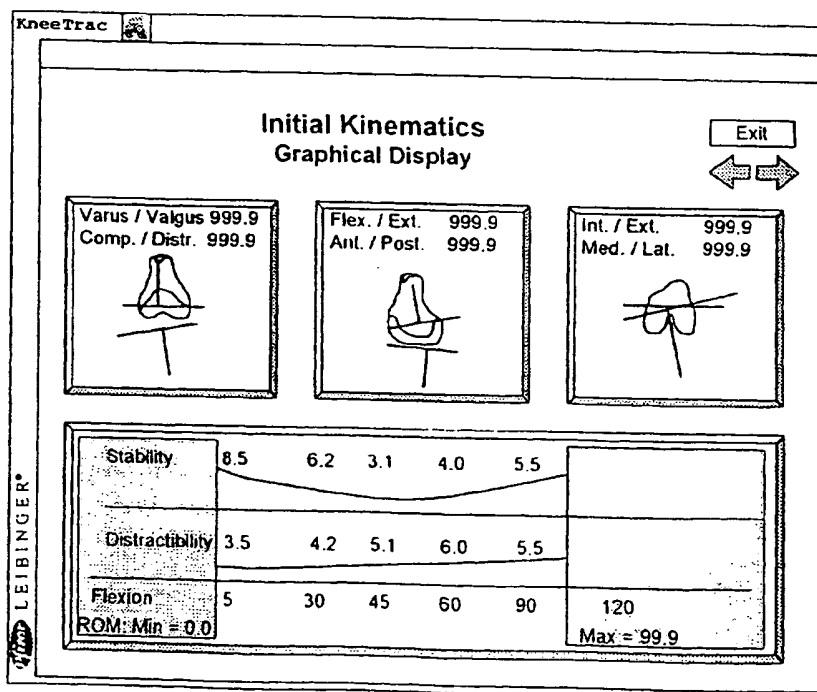 KneeTrac
Initial Kinematics
Graphical Display
Exit
Varus / Valgus 999.9
Comp. / Distr. 999.9
Flex. / Ext. 999.9
Ant. / Post. 999.9
Int. / Ext. 999.9
Med. / Lat. 999.9
Stability 8.5 6.2 3.1 4.0 5.5
Distractibility 3.5 4.2 5.1 6.0 5.5
Flexion 5 30 45 60 90 120
ROM: Min = 0.0 Max = 99.9
LEIBINGER®